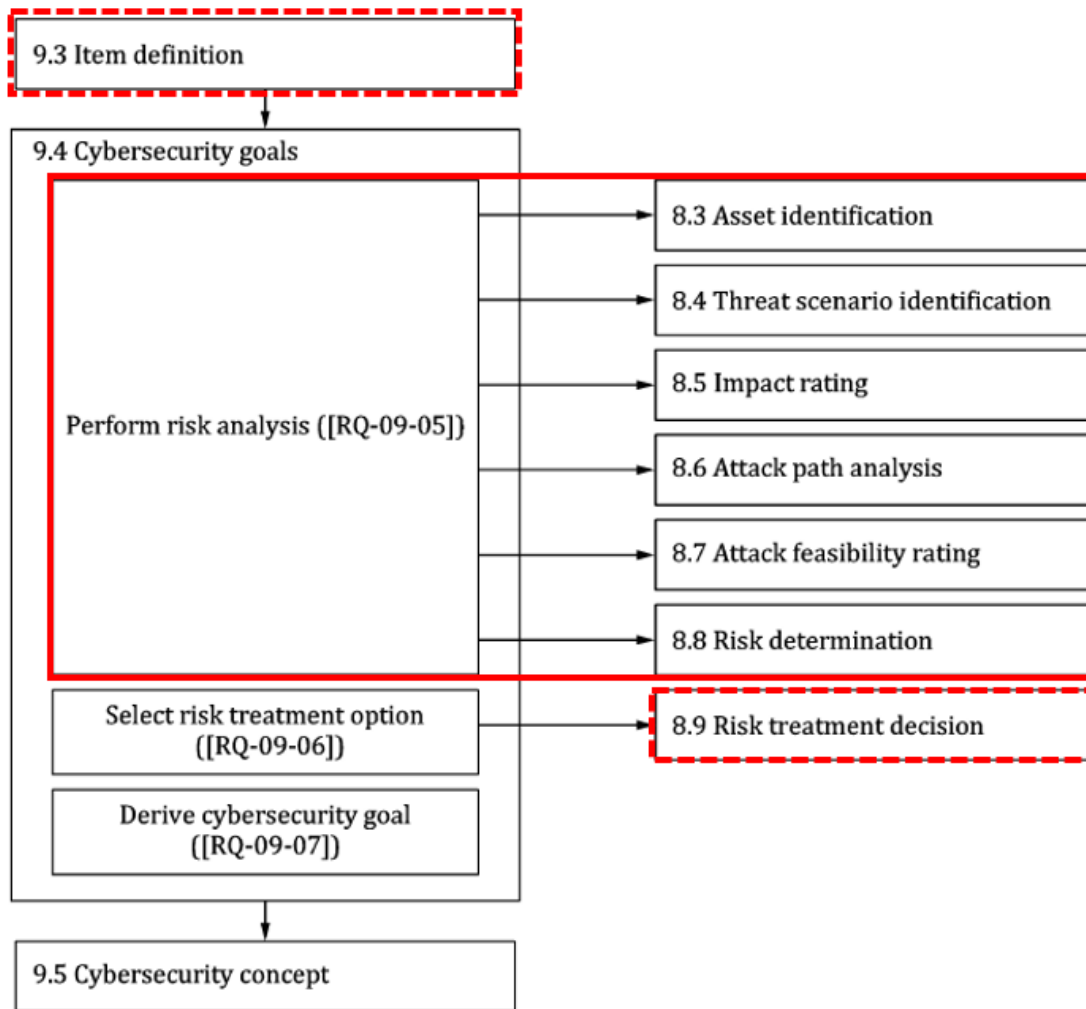 9.3 Item definition
9.4 Cybersecurity goals
Perform risk analysis ([RQ-09-05])
8.3 Asset identification
8.4 Threat scenario identification
8.5 Impact rating
8.6 Attack path analysis
8.7 Attack feasibility rating
8.8 Risk determination
Select risk treatment option
([RQ-09-06])
8.9 Risk treatment decision
Derive cybersecurity goal
([RQ-09-07])
9.5 Cybersecurity concept